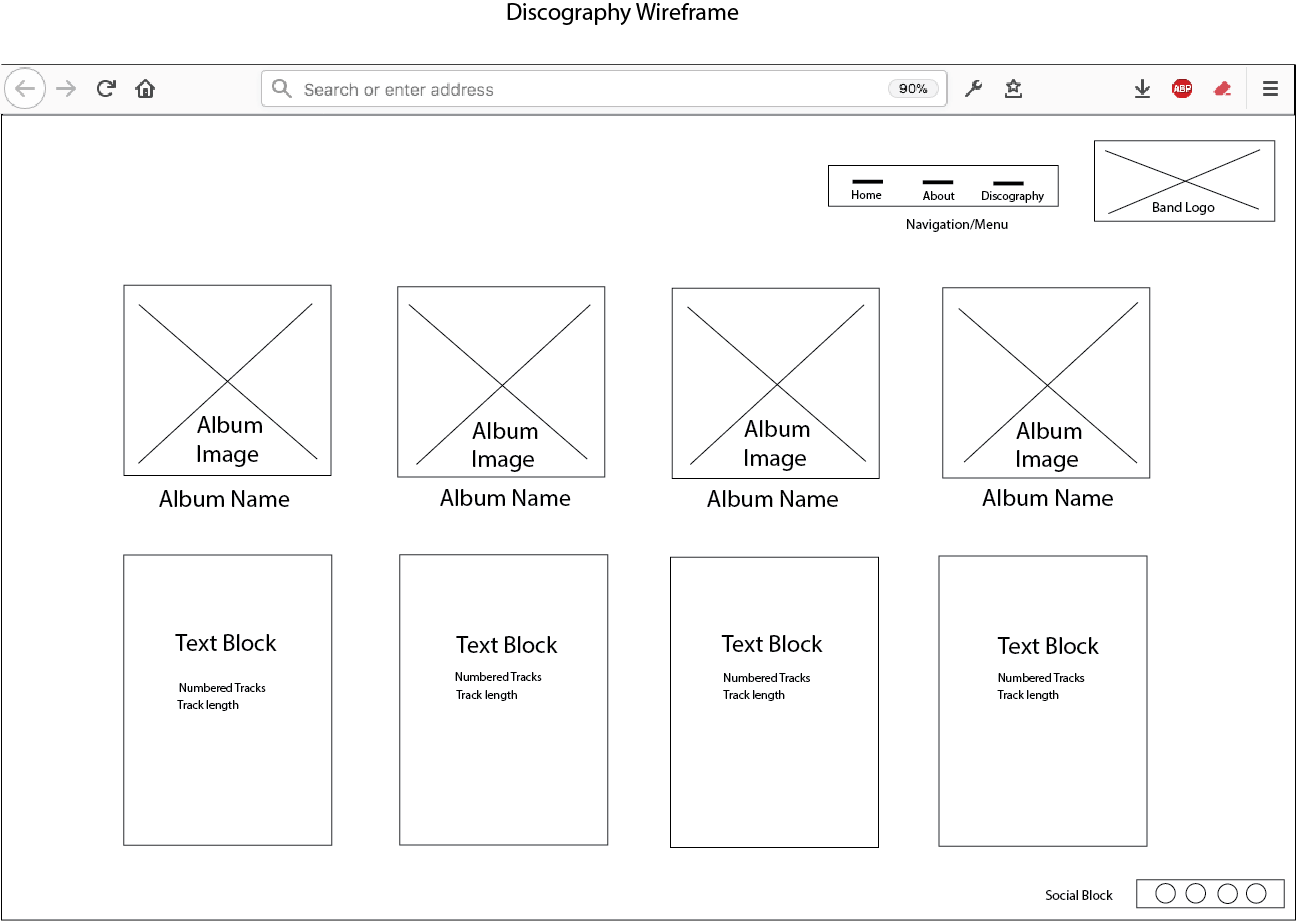 Discography Wireframe
Search or enter address
90%
ABP
Home About Discography
Navigation/Menu
Band Logo
Album
Image
Album Name
Album
Image
Album Name
Album
Image
Album Name
Album
Image
Album Name
Text Block
Numbered Tracks
Track length
Text Block
Numbered Tracks
Track length
Text Block
Numbered Tracks
Track length
Text Block
Numbered Tracks
Track length
Social Block